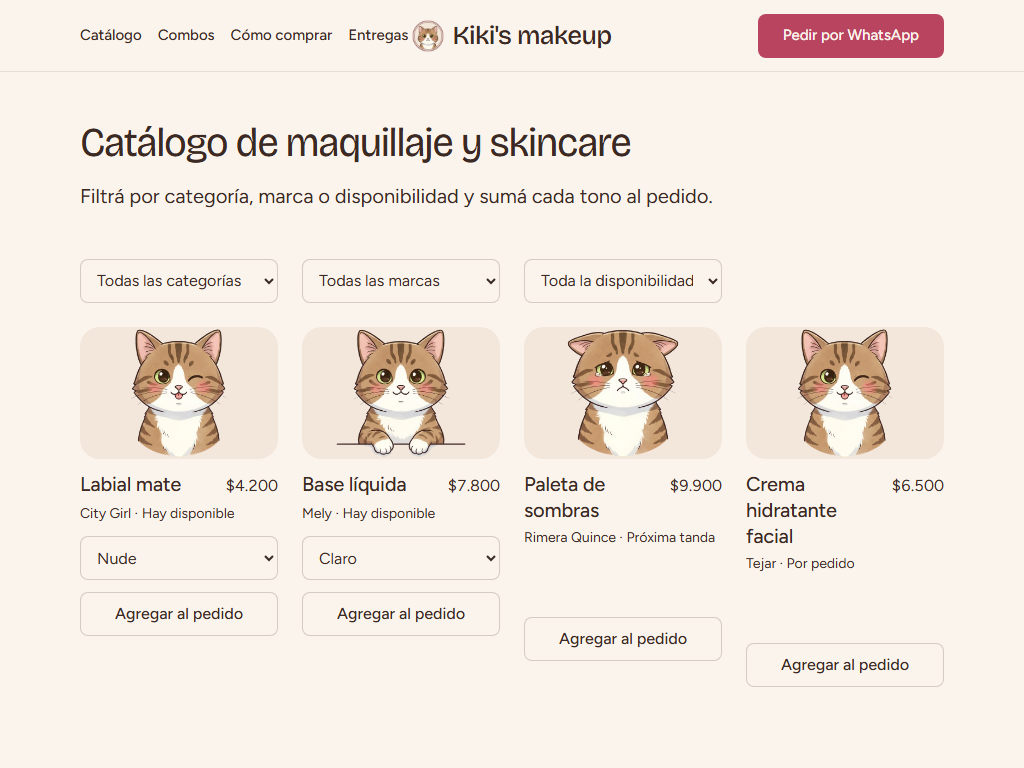 Catálogo Combos Cómo comprar Entregas Kiki's makeup Pedir por WhatsApp
Catálogo de maquillaje y skincare
Filtrá por categoría, marca o disponibilidad y sumá cada tono al pedido.
Todas las categorías Todas las marcas Toda la disponibilidad
Labial mate $4.200
City Girl · Hay disponible
Nude
Agregar al pedido
Base líquida $7.800
Mely · Hay disponible
Claro
Agregar al pedido
Paleta de $9.900
sombras
Rimera Quince · Próxima tanda
Agregar al pedido
Crema $6.500
hidratante
facial
Tejar · Por pedido
Agregar al pedido